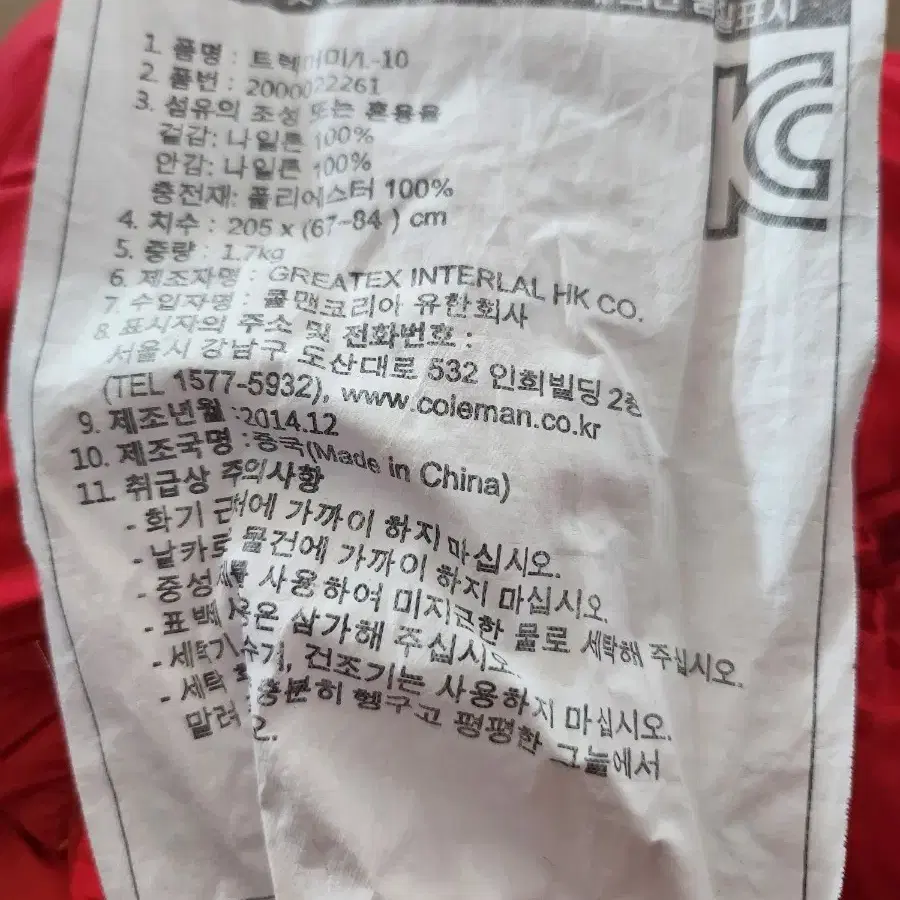 표시
1. 품명 : 트렉머미/L-10
2. 품번 : 2000022261
3. 섬유의 조성 또는 혼용율
겉감: 나일론 100%
안감: 나일론 100%
충전재: 폴리에스터 100%
4. 치수 : 205 x (67~84 ) cm
5. 중량 : 1.7kg
6. 제조자명 : GREATEX INTERLAL HK CO.
7. 수입자명 : 콜맨코리아 유한회사
8. 표시자의 주소 및 전화번호 :
서울시 강남구 도산대로 532 인희빌딩 2층
(TEL 1577-5932), www.coleman.co.kr
9. 제조년월 :2014.12
10. 제조국명 : 중국(Made in China)
11. 취급상 주의사항
- 화기 근처에 가까이 하지 마십시오.
- 날카로 물건에 가까이 하지 마십시오.
- 중성세제를 사용하여 미지근한 물로 세탁해 주십시오.
- 표백 사용은 삼가해 주십시오
- 세탁기 수기, 건조기는 사용하지 마십시오.
- 세탁 후 충분히 헹구고 평평한 그늘에서
말려 오.
KC